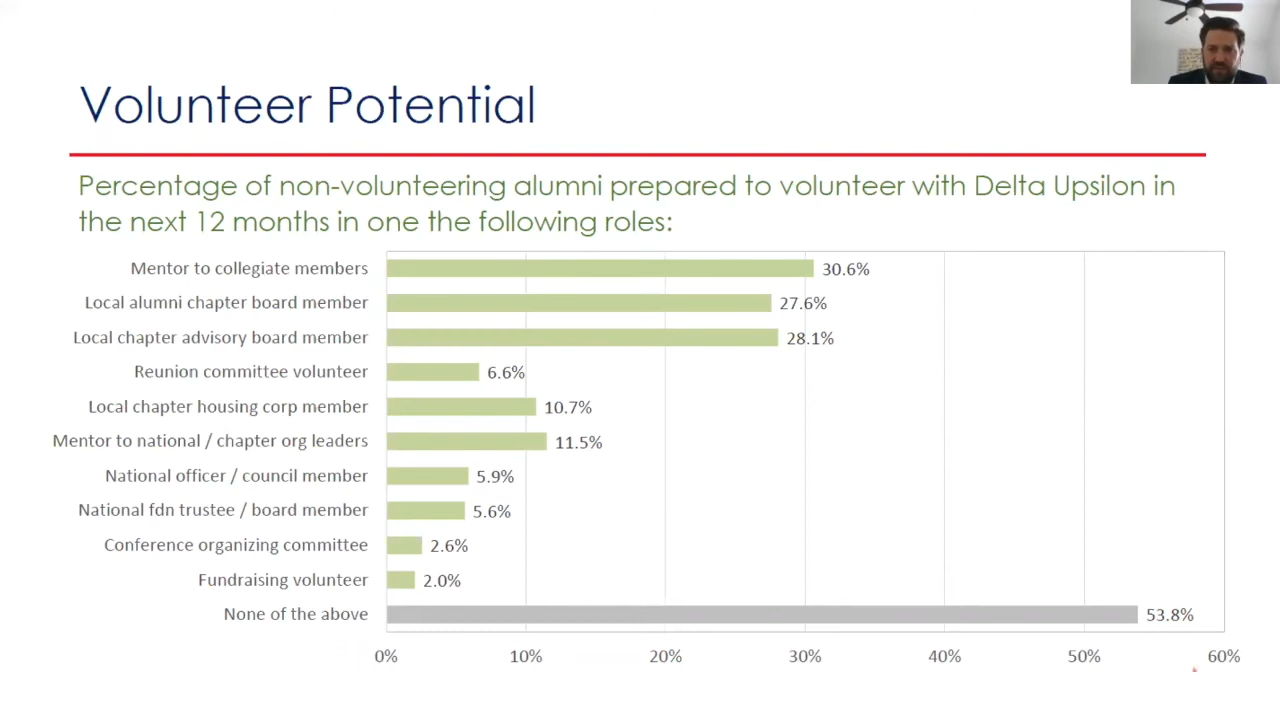 Volunteer Potential
Percentage of non-volunteering alumni prepared to volunteer with Delta Upsilon in
the next 12 months in one the following roles:
Mentor to collegiate members 30.6%
Local alumni chapter board member 27.6%
Local chapter advisory board member 28.1%
Reunion committee volunteer 6.6%
Local chapter housing corp member 10.7%
Mentor to national / chapter org leaders 11.5%
National officer / council member 5.9%
National fdn trustee / board member 5.6%
Conference organizing committee 2.6%
Fundraising volunteer 2.0%
None of the above 53.8%
0% 10% 20% 30% 40% 50% 60%